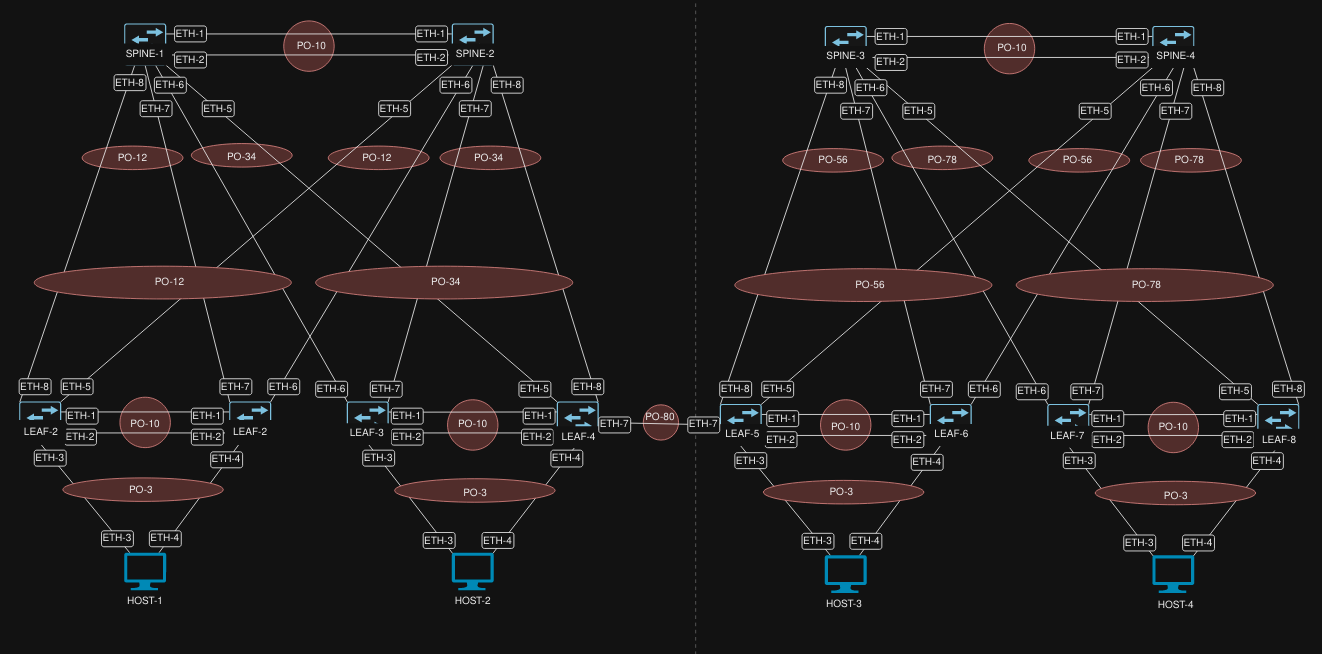 ETH-1
PO-10
ETH-1
SPINE-1
SPINE-2
ETH-2
ETH-2
ETH-8
ETH-6
ETH-7
ETH-5
ETH-5
ETH-6
ETH-7
ETH-8
PO-12
PO-34
PO-12
PO-34
PO-12
PO-34
ETH-8
ETH-5
ETH-7
ETH-6
ETH-6
ETH-7
ETH-5
ETH-8
LEAF-2
ETH-1
PO-10
ETH-1
LEAF-2
ETH-2
ETH-2
LEAF-3
ETH-1
PO-10
ETH-1
LEAF-4
ETH-2
ETH-2
ETH-7
PO-80
ETH-7
ETH-3
ETH-4
ETH-3
ETH-4
PO-3
PO-3
ETH-3
ETH-4
ETH-3
ETH-4
HOST-1
HOST-2
ETH-1
PO-10
ETH-1
SPINE-3
SPINE-4
ETH-2
ETH-2
ETH-8
ETH-6
ETH-7
ETH-5
ETH-5
ETH-6
ETH-7
ETH-8
PO-56
PO-78
PO-56
PO-78
PO-56
PO-78
ETH-8
ETH-5
ETH-7
ETH-6
ETH-6
ETH-7
ETH-5
ETH-8
LEAF-5
ETH-1
PO-10
ETH-1
LEAF-6
ETH-2
ETH-2
LEAF-7
ETH-1
PO-10
ETH-1
LEAF-8
ETH-2
ETH-2
ETH-3
ETH-4
ETH-3
ETH-4
PO-3
PO-3
ETH-3
ETH-4
ETH-3
ETH-4
HOST-3
HOST-4